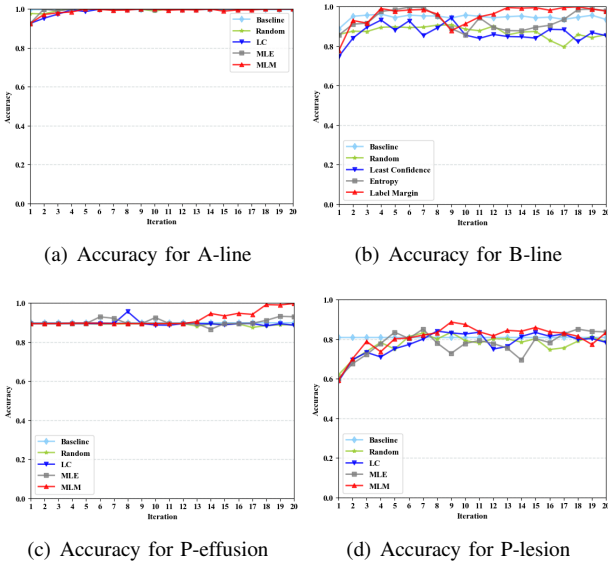 1.0
0.8
0.6
0.4
0.2
0.0
Accuracy
Baseline
Random
LC
MLE
MLM
1 2 3 4 5 6 7 8 9 10 11 12 13 14 15 16 17 18 19 20
Iteration
(a) Accuracy for A-line
1.0
0.8
0.6
0.4
0.2
0.0
Accuracy
Baseline
Random
Least Confidence
Entropy
Label Margin
1 2 3 4 5 6 7 8 9 10 11 12 13 14 15 16 17 18 19 20
Iteration
(b) Accuracy for B-line
1.0
0.8
0.6
0.4
0.2
0.0
Accuracy
Baseline
Random
LC
MLE
MLM
1 2 3 4 5 6 7 8 9 10 11 12 13 14 15 16 17 18 19 20
Iteration
(c) Accuracy for P-effusion
1.0
0.8
0.6
0.4
0.2
0.0
Accuracy
Baseline
Random
LC
MLE
MLM
1 2 3 4 5 6 7 8 9 10 11 12 13 14 15 16 17 18 19 20
Iteration
(d) Accuracy for P-lesion